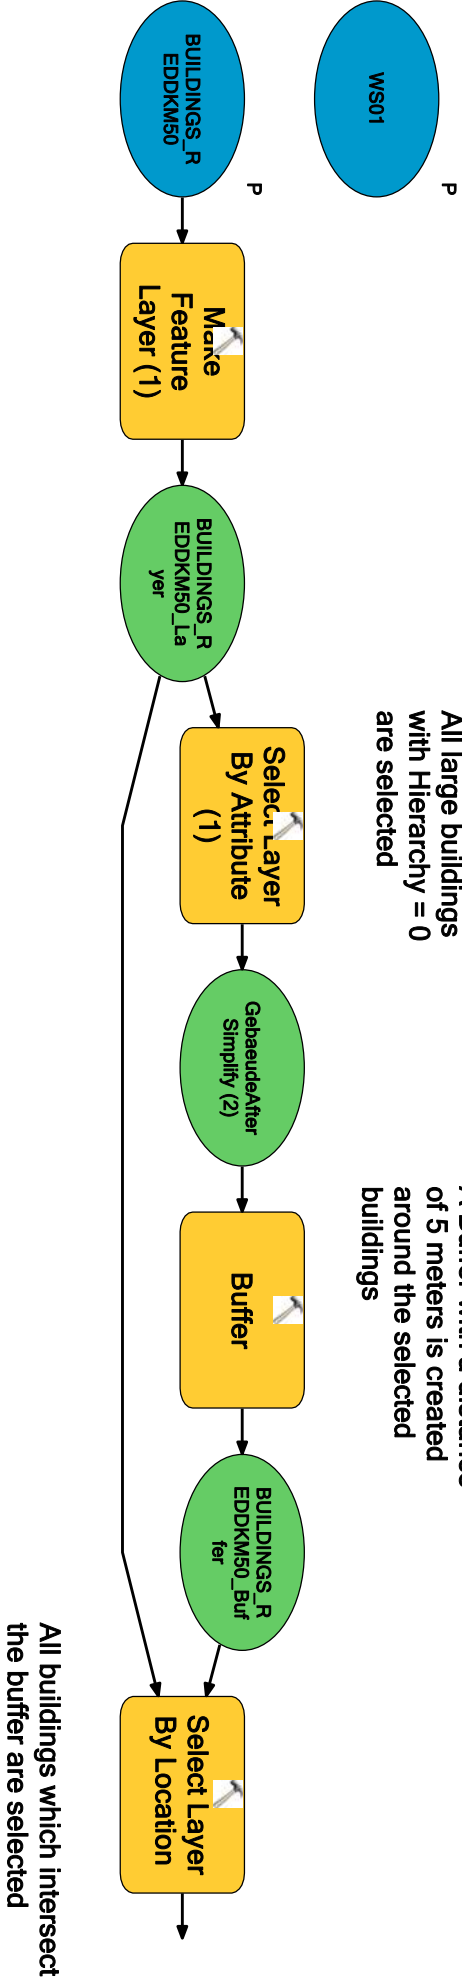 WS01
P
BUILDINGS_R
EDDKM50
P
Make
Feature
Layer (1)
BUILDINGS_R
EDDKM50_La
yer
All large buildings
with Hierarchy = 0
are selected
Select Layer
By Attribute
(1)
GebaeudeAfter
Simplify (2)
of 5 meters is created
around the selected
buildings
Buffer
BUILDINGS_R
EDDKM50_Buf
fer
Select Layer
By Location
All buildings which intersect
the buffer are selected